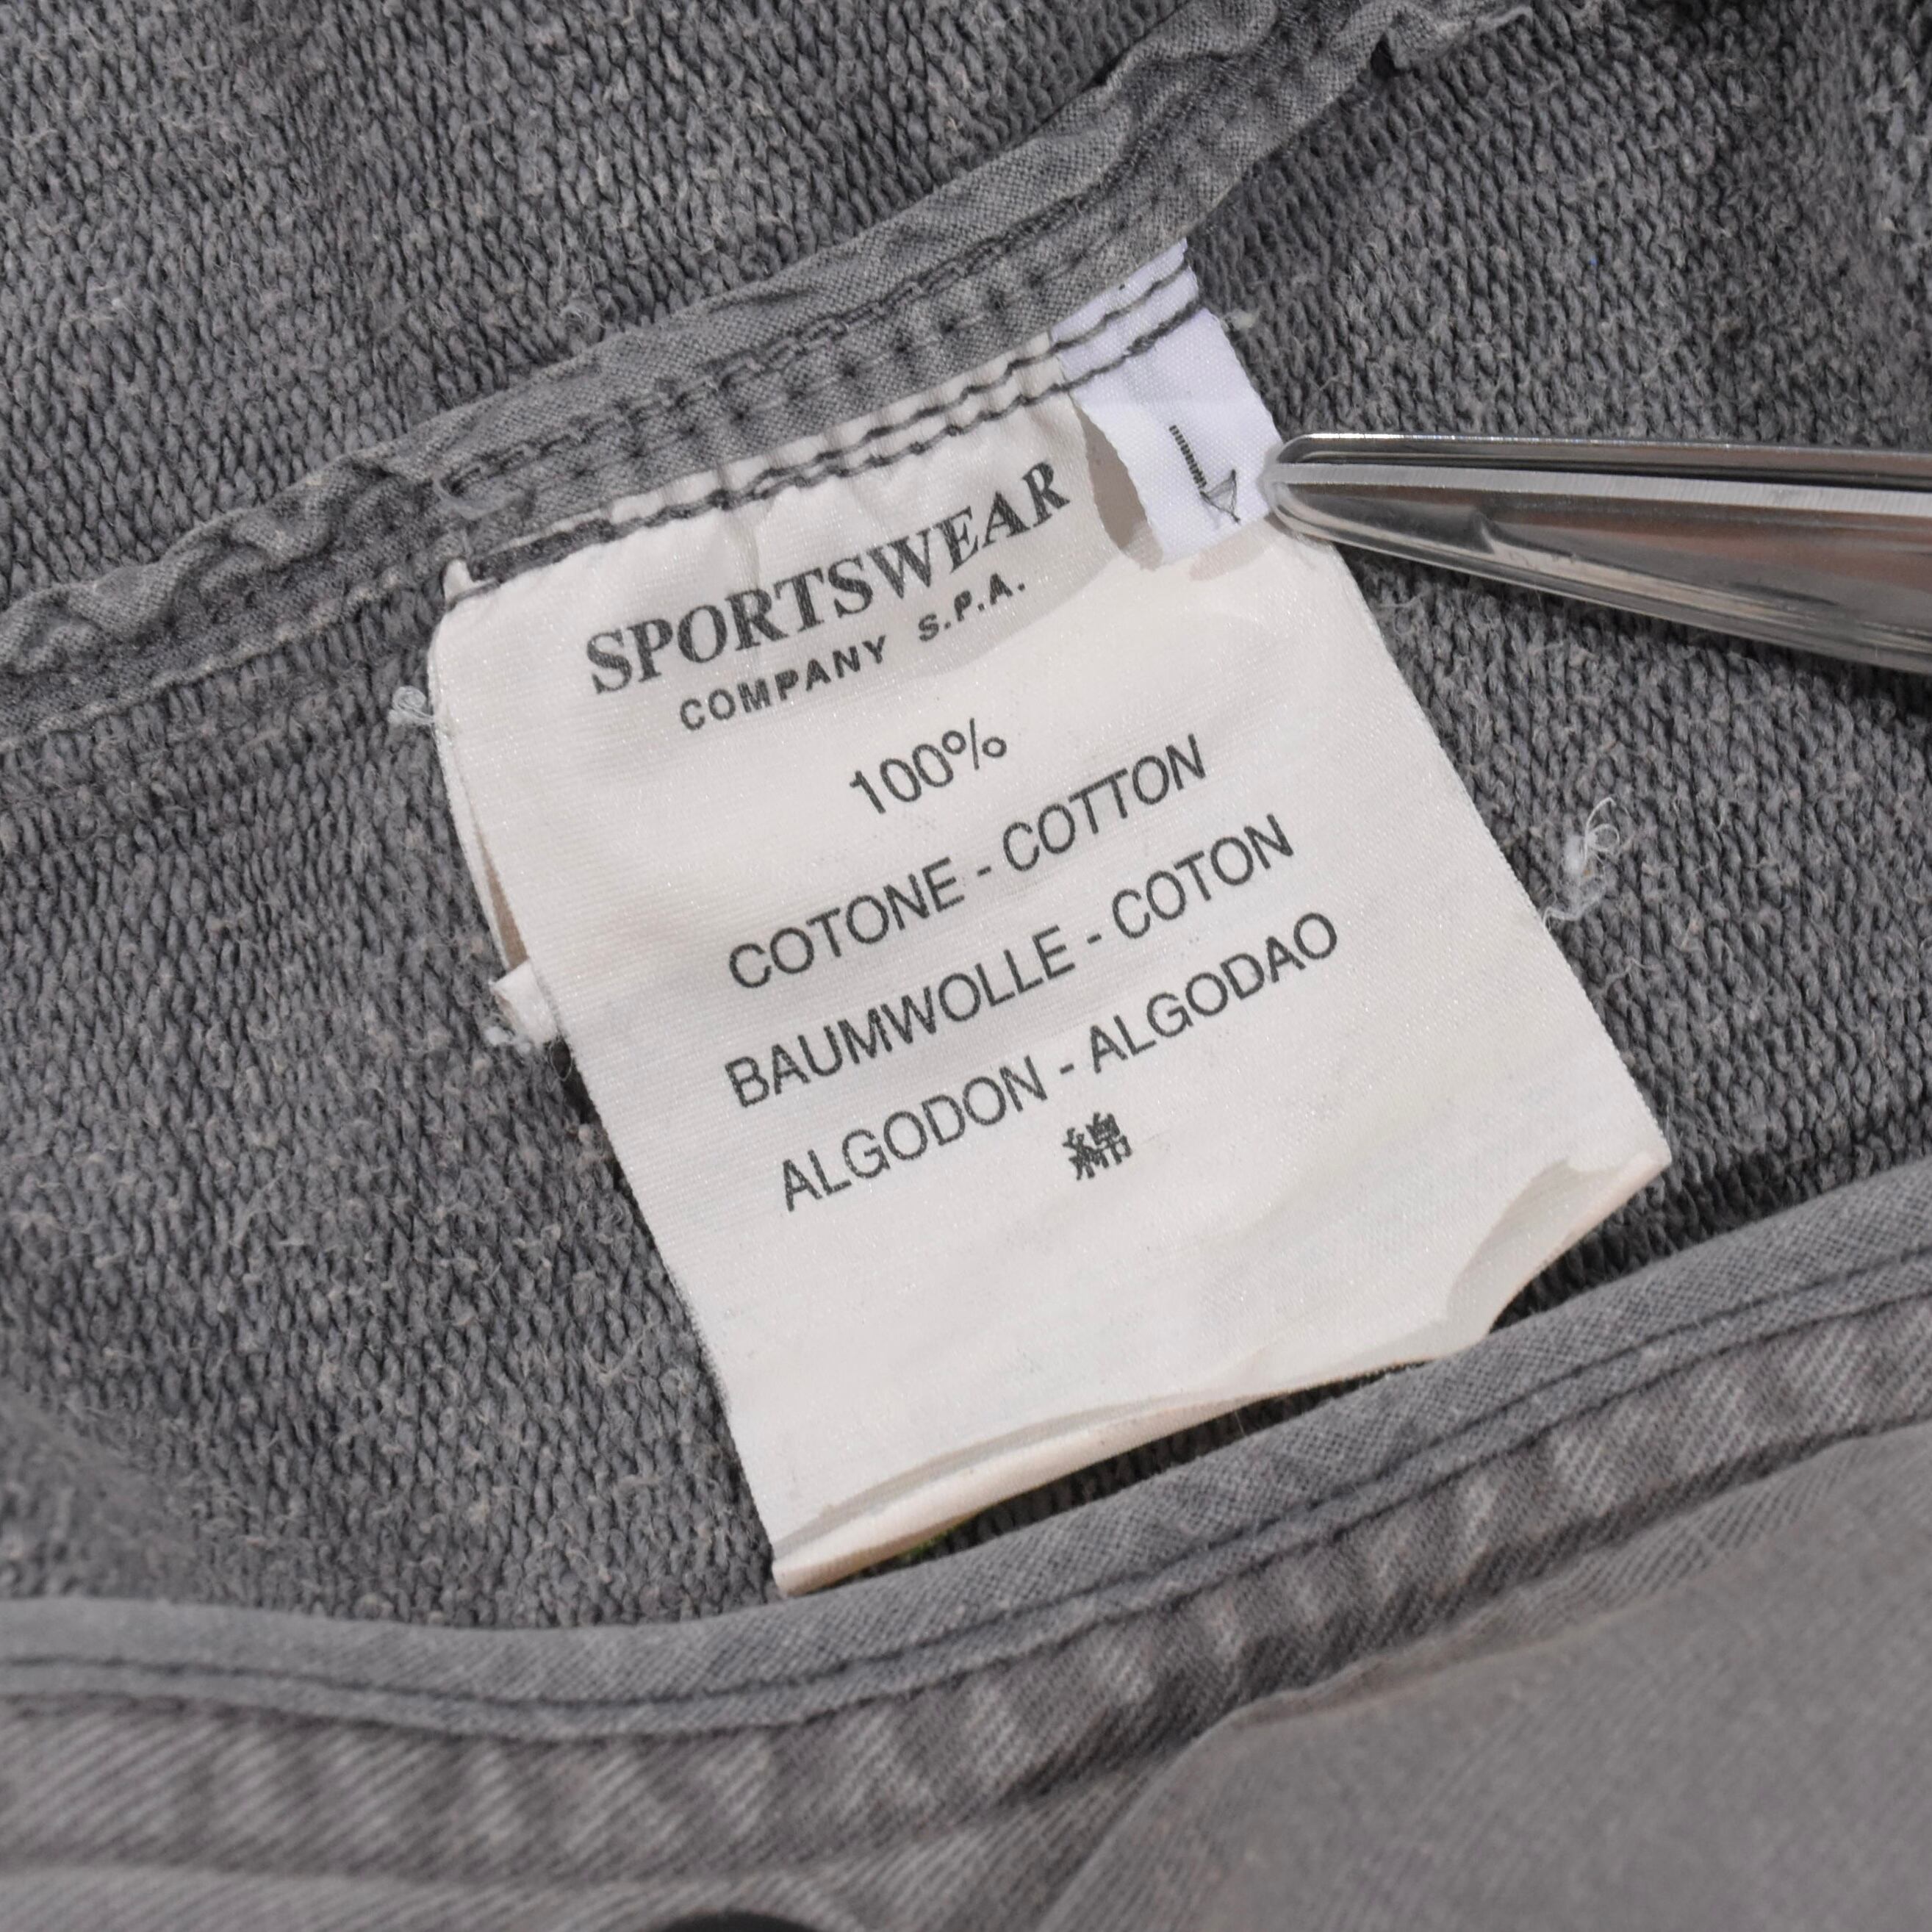 SPORTSWEAR
COMPANY S.P.A.
100%
COTONE - COTTON
BAUMWOLLE - COTON
ALGODON - ALGODAO
綿